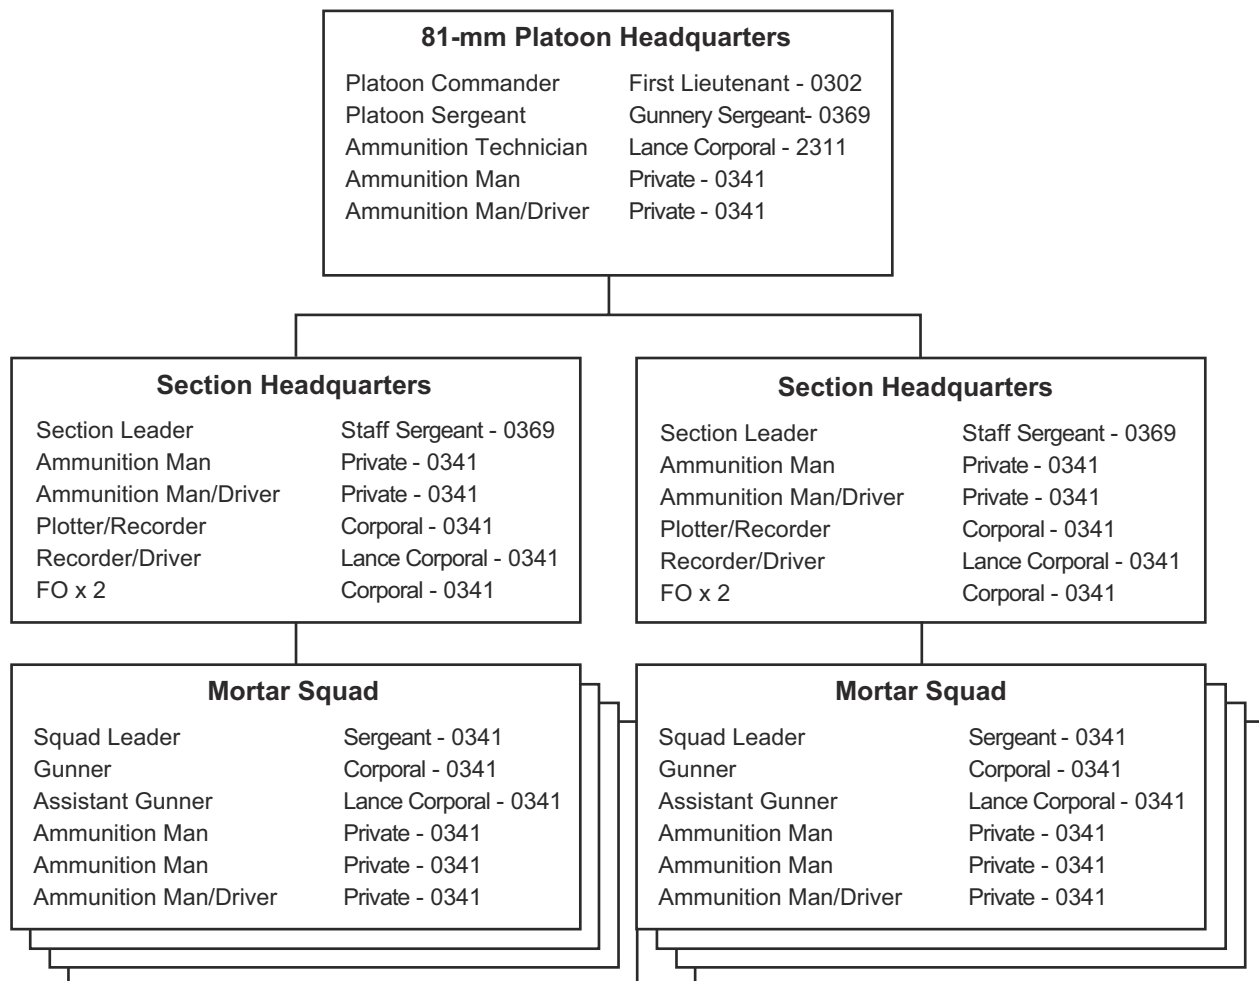 81-mm Platoon Headquarters
Platoon Commander First Lieutenant - 0302
Platoon Sergeant Gunnery Sergeant- 0369
Ammunition Technician Lance Corporal - 2311
Ammunition Man Private - 0341
Ammunition Man/Driver Private - 0341
Section Headquarters
Section Leader Staff Sergeant - 0369
Ammunition Man Private - 0341
Ammunition Man/Driver Private - 0341
Plotter/Recorder Corporal - 0341
Recorder/Driver Lance Corporal - 0341
FO x 2 Corporal - 0341
Section Headquarters
Section Leader Staff Sergeant - 0369
Ammunition Man Private - 0341
Ammunition Man/Driver Private - 0341
Plotter/Recorder Corporal - 0341
Recorder/Driver Lance Corporal - 0341
FO x 2 Corporal - 0341
Mortar Squad
Squad Leader Sergeant - 0341
Gunner Corporal - 0341
Assistant Gunner Lance Corporal - 0341
Ammunition Man Private - 0341
Ammunition Man Private - 0341
Ammunition Man/Driver Private - 0341
Mortar Squad
Squad Leader Sergeant - 0341
Gunner Corporal - 0341
Assistant Gunner Lance Corporal - 0341
Ammunition Man Private - 0341
Ammunition Man Private - 0341
Ammunition Man/Driver Private - 0341